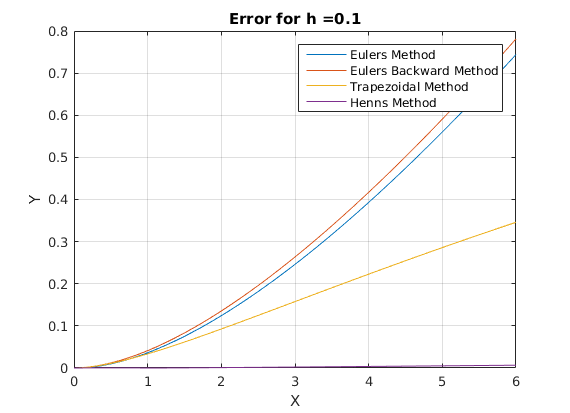 Error for h =0.1
0.8
0.7
0.6
0.5
0.4
0.3
0.2
0.1
0
Y
Eulers Method
Eulers Backward Method
Trapezoidal Method
Henns Method
0 1 2 3 4 5 6
X